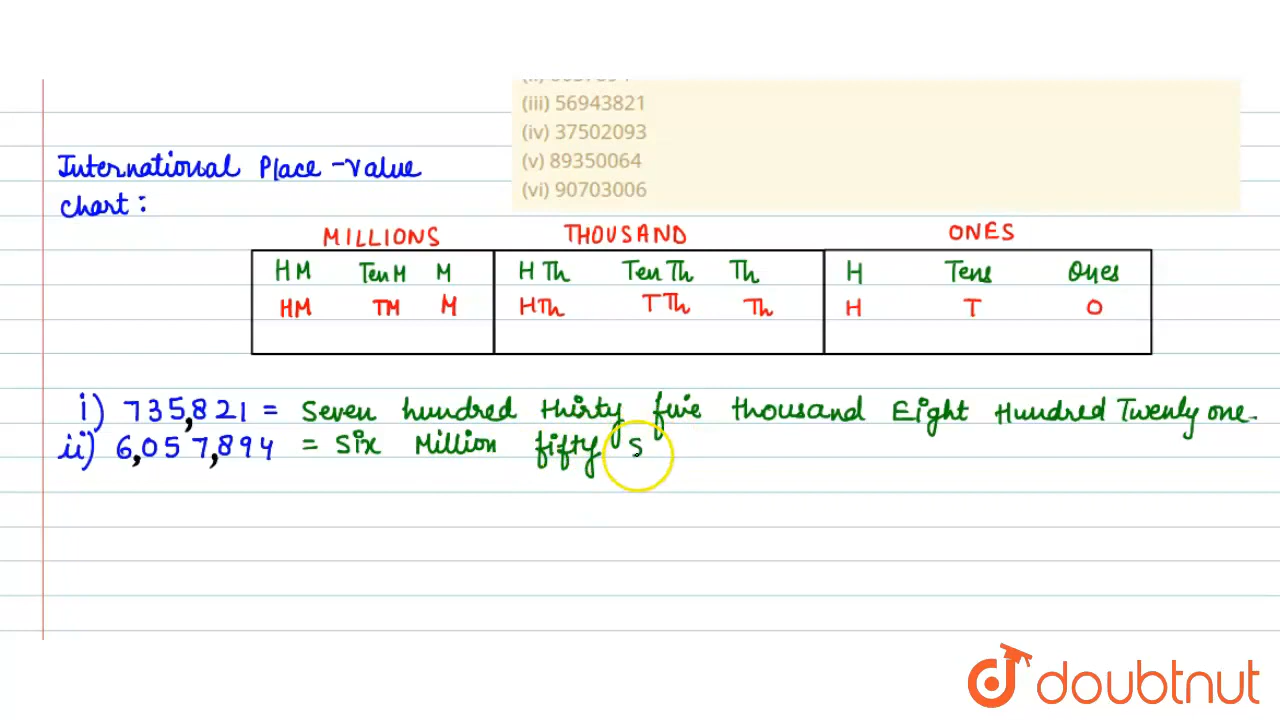 (iii) 56943821
(iv) 37502093
(v) 89350064
(vi) 90703006
International Place-Value
chart:
MILLIONS THOUSAND ONES
HM Ten M M H Th Ten Th Th H Tens Ones
HM TM M HTh T Th Th H T O
i) 735,821 = Seven hundred thirty five thousand Eight Hundred Twenty one.
ii) 6,057,894 = Six Million fifty s
doubtnut